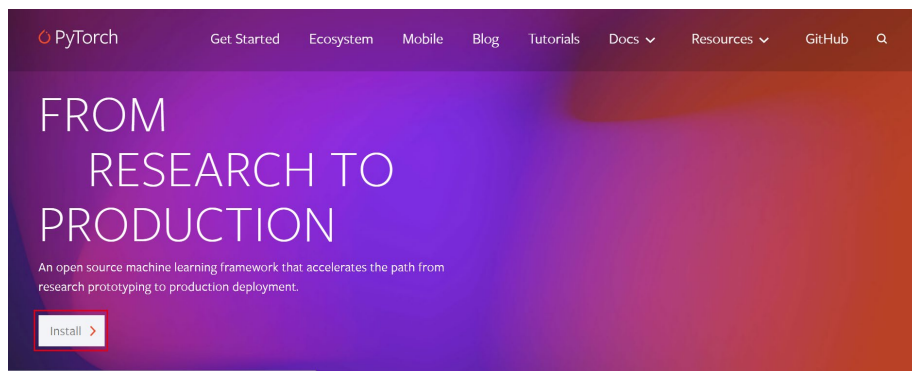 PyTorch Get Started Ecosystem Mobile Blog Tutorials Docs Resources GitHub
FROM
RESEARCH TO
PRODUCTION
An open source machine learning framework that accelerates the path from
research prototyping to production deployment.
Install